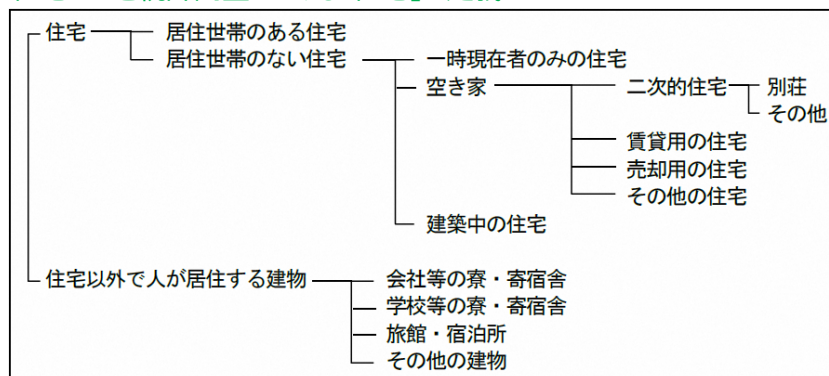 住宅 居住世帯のある住宅
居住世帯のない住宅 一時現在者のみの住宅
空き家 二次的住宅 別荘
その他
賃貸用の住宅
売却用の住宅
その他の住宅
建築中の住宅
住宅以外で人が居住する建物 会社等の寮・寄宿舎
学校等の寮・寄宿舎
旅館・宿泊所
その他の建物